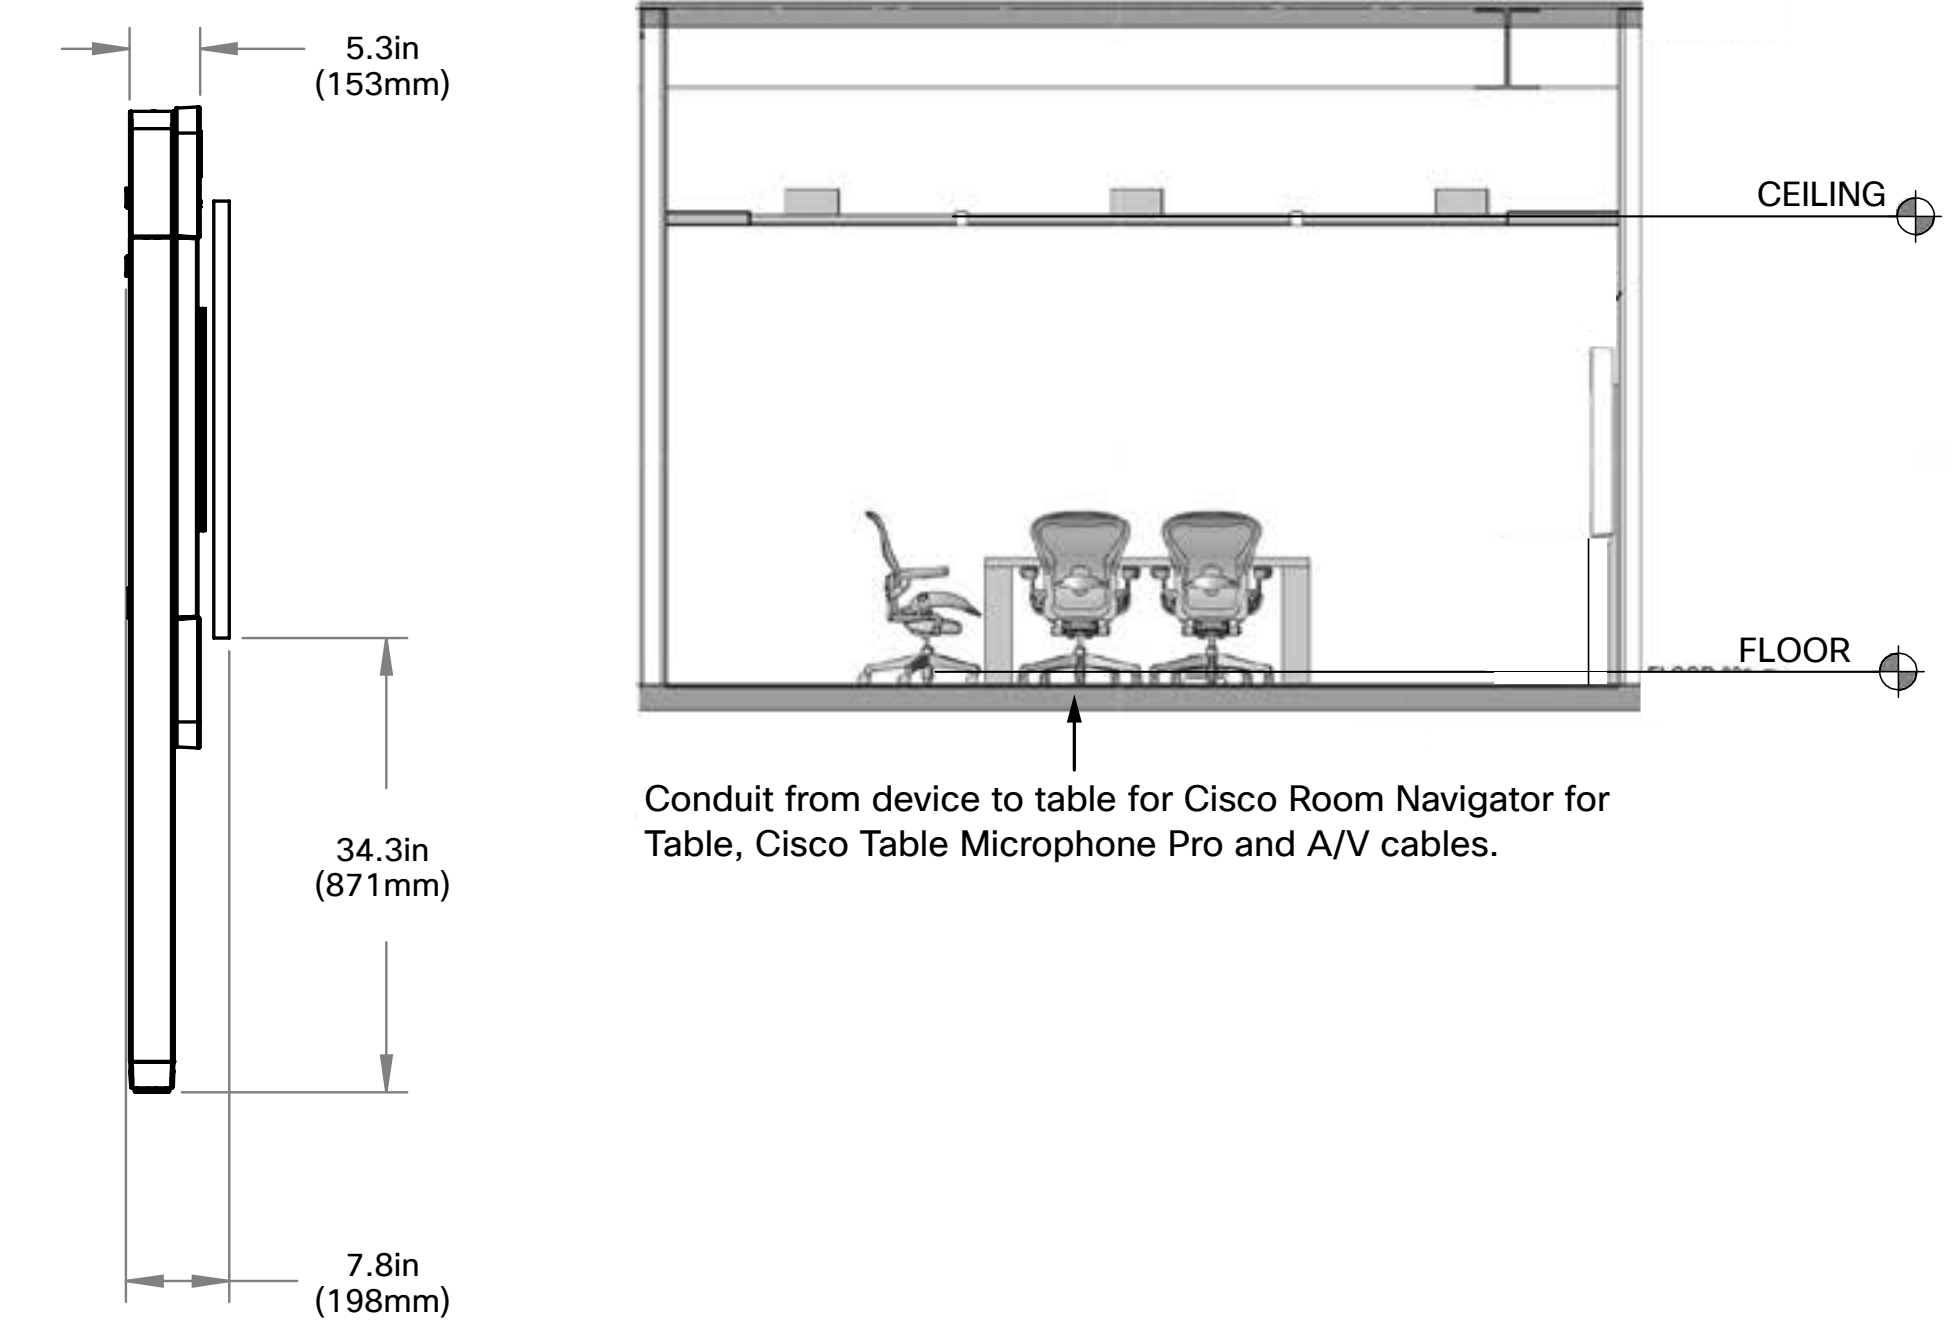 5.3in
(153mm)
CEILING
FLOOR
Conduit from device to table for Cisco Room Navigator for
Table, Cisco Table Microphone Pro and A/V cables.
34.3in
(871mm)
7.8in
(198mm)